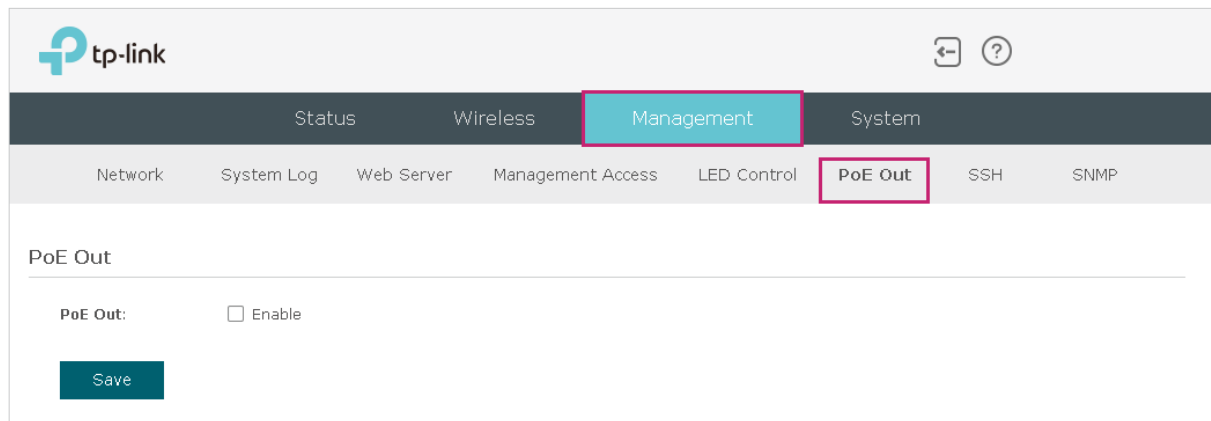 tp-link
Status Wireless Management System
Network System Log Web Server Management Access LED Control PoE Out SSH SNMP
PoE Out
PoE Out: Enable
Save